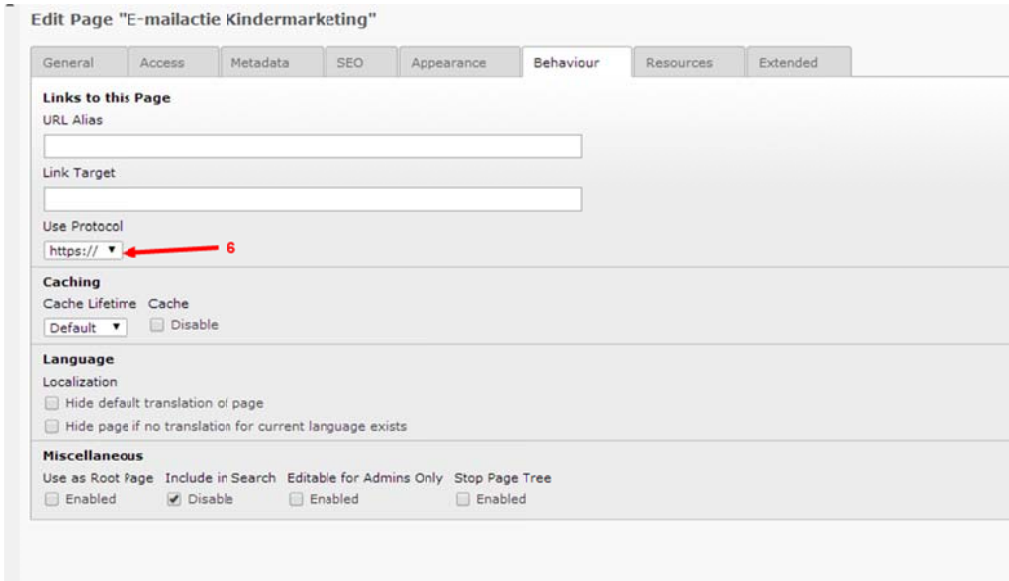 Edit Page "E-mailactie Kindermarketing"
General Access Metadata SEO Appearance Behaviour Resources Extended
Links to this Page
URL Alias
Link Target
Use Protocol
https://
6
Caching
Cache Lifetime Cache
Default Disable
Language
Localization
Hide default translation of page
Hide page if no translation for current language exists
Miscellaneous
Use as Root Page Include in Search Editable for Admins Only Stop Page Tree
Enabled Disable Enabled Enabled